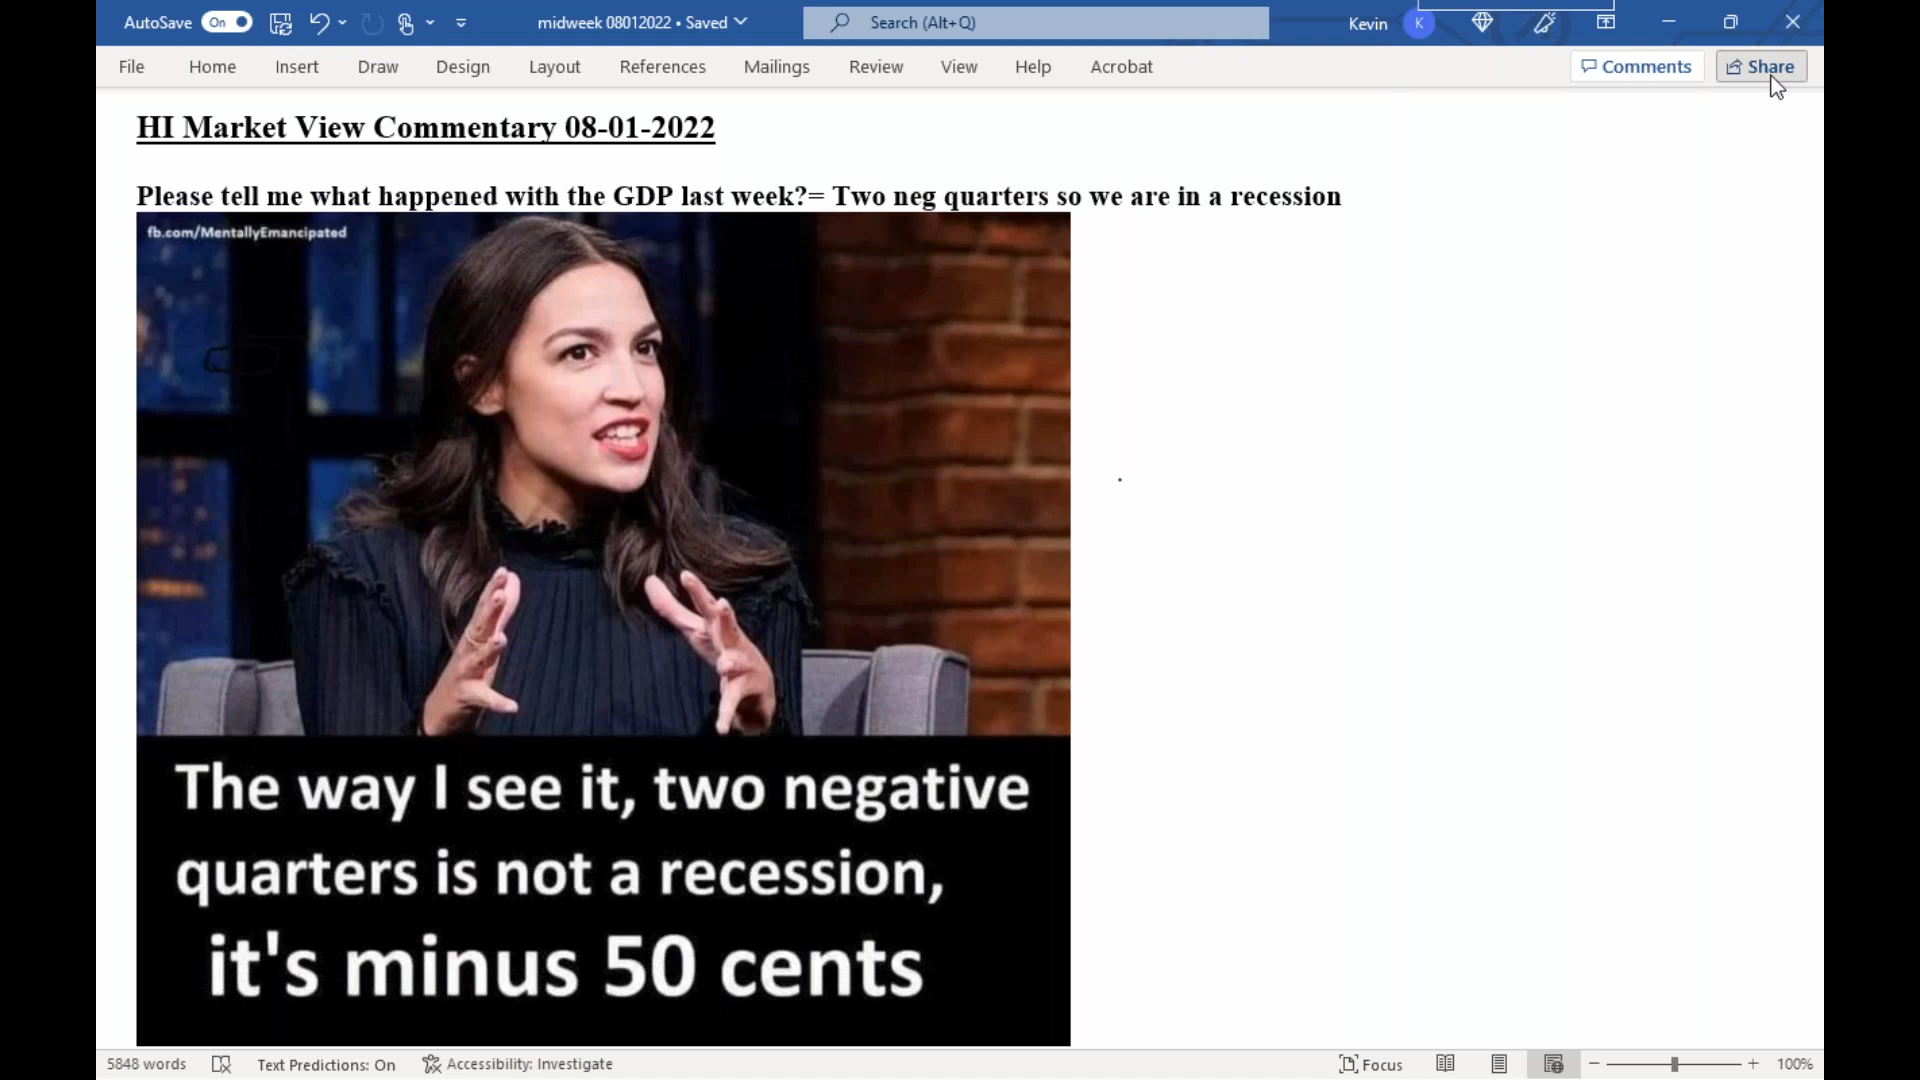 AutoSave On midweek 08012022 • Saved Search (Alt+Q) Kevin K
File Home Insert Draw Design Layout References Mailings Review View Help Acrobat Comments Share
HI Market View Commentary 08-01-2022
Please tell me what happened with the GDP last week?= Two neg quarters so we are in a recession
fb.com/MentallyEmancipated
The way I see it, two negative
quarters is not a recession,
it's minus 50 cents
5848 words Text Predictions: On Accessibility: Investigate Focus 100%